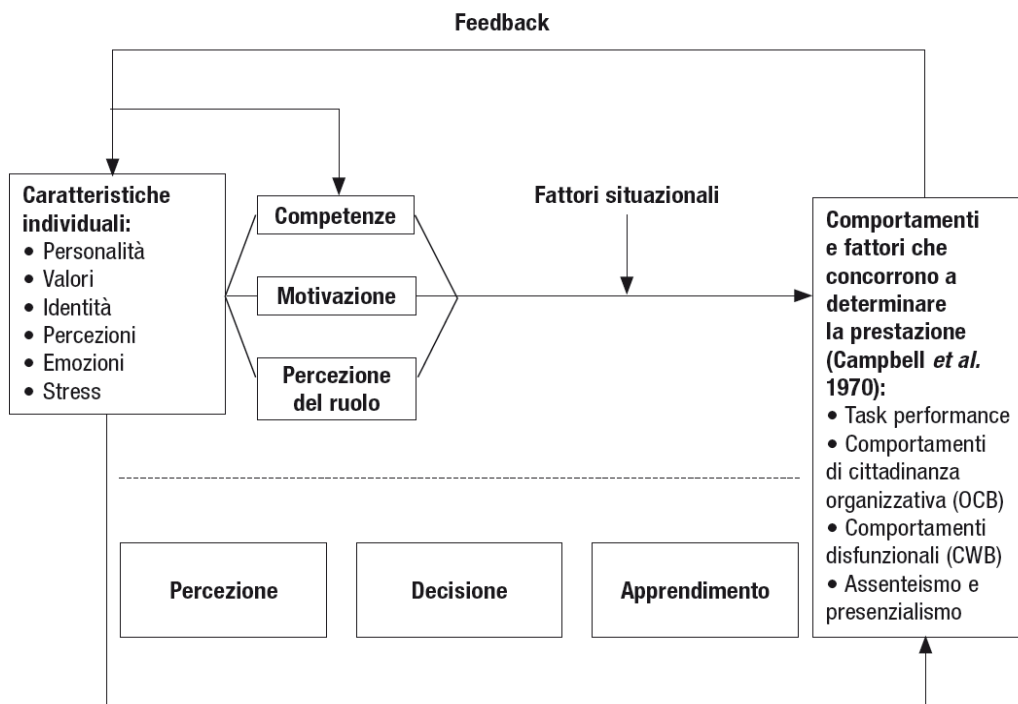 Feedback
Caratteristiche
individuali:
• Personalità
• Valori
• Identità
• Percezioni
• Emozioni
• Stress
Competenze
Motivazione
Percezione
del ruolo
Fattori situazionali
Comportamenti
e fattori che
concorrono a
determinare
la prestazione
(Campbell et al.
1970):
• Task performance
• Comportamenti
di cittadinanza
organizzativa (OCB)
• Comportamenti
disfunzionali (CWB)
• Assenteismo e
presenzialismo
Percezione
Decisione
Apprendimento